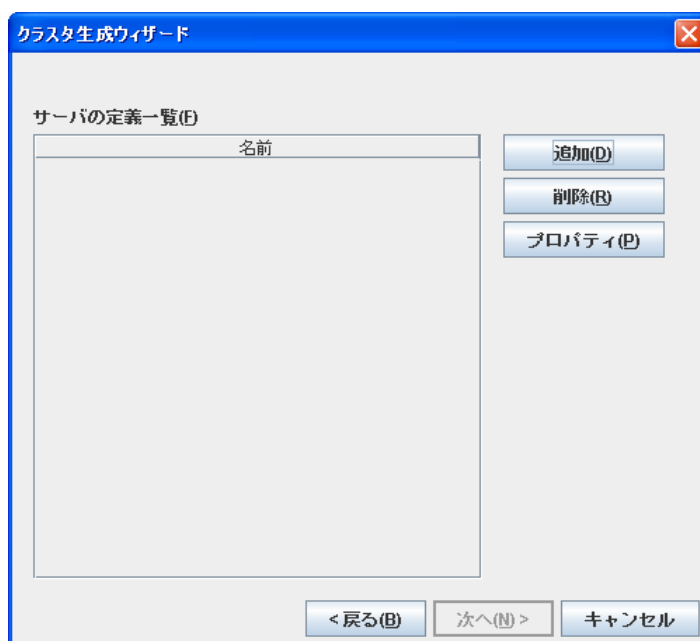 クラスタ生成ウィザード
サーバの定義一覧(F)
名前
追加(D)
削除(R)
プロパティ(P)
< 戻る(B)
次へ(N) >
キャンセル